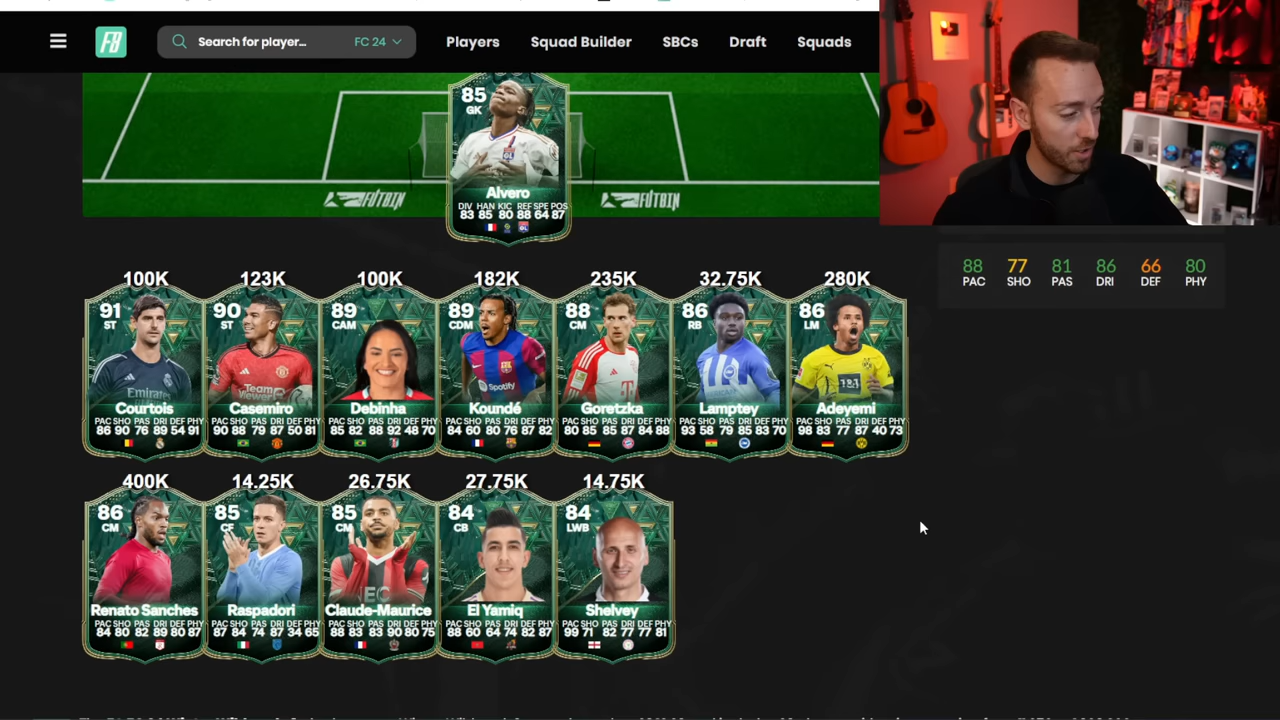 FB Search for player... FC 24 Players Squad Builder SBCs Draft Squads
85
GK
FUTBIN FUTBIN
Alvero
DIV HAN KIC REF SPE POS
83 85 80 88 64 87
88 77 81 86 66 80
PAC SHO PAS DRI DEF PHY
100K 123K 100K 182K 235K 32.75K 280K
91 90 89 89 88 86 86
ST ST CAM CDM CM RB LM
Emirates TeamViewer Spotify T 1&1
Courtois Casemiro Debinha Koundé Goretzka Lamptey Adeyemi
PAC SHO PAS DRI DEF PHY PAC SHO PAS DRI DEF PHY PAC SHO PAS DRI DEF PHY PAC SHO PAS DRI DEF PHY PAC SHO PAS DRI DEF PHY PAC SHO PAS DRI DEF PHY PAC SHO PAS DRI DEF PHY
86 90 76 89 54 91 90 88 79 87 50 81 85 82 88 92 48 70 84 60 80 76 87 82 80 85 85 87 84 88 93 58 79 85 83 70 98 83 77 87 40 73
400K 14.25K 26.75K 27.75K 14.75K
86 85 85 84 84
CM CF CM CB LWB
Renato Sanches Raspadori Claude-Maurice El Yamiq Shelvey
PAC SHO PAS DRI DEF PHY PAC SHO PAS DRI DEF PHY PAC SHO PAS DRI DEF PHY PAC SHO PAS DRI DEF PHY PAC SHO PAS DRI DEF PHY
84 80 82 89 80 87 87 84 74 87 34 65 88 83 83 90 80 75 88 60 64 74 82 87 99 71 82 77 77 81